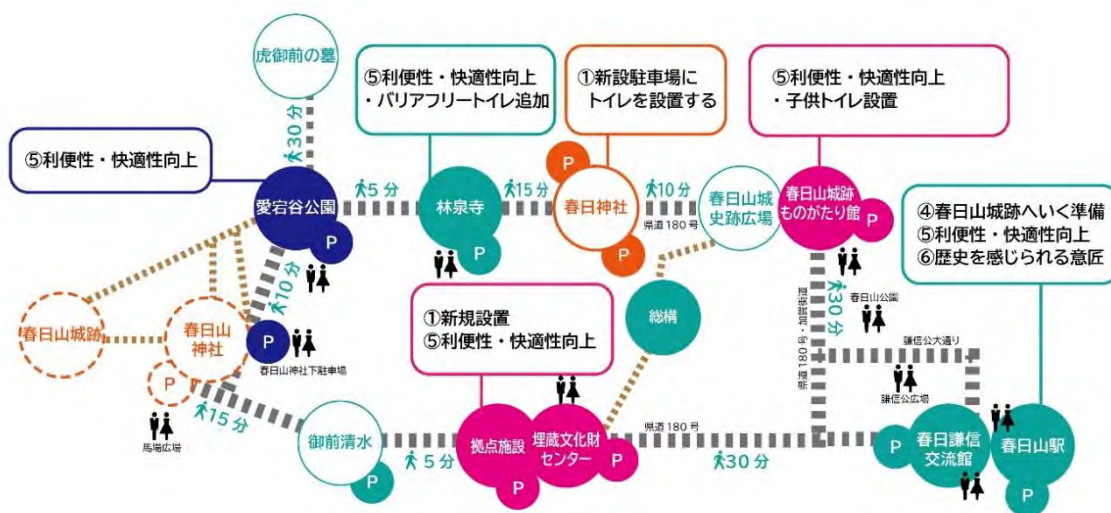 虎御前の墓
⑤利便性・快適性向上
・バリアフリートイレ追加
①新設駐車場に
トイレを設置する
⑤利便性・快適性向上
・子供トイレ設置
30分
⑤利便性・快適性向上
P
愛宕谷公園
5分
林泉寺
15分
春日神社
10分
県道180号
春日山城
史跡広場
春日山城跡
ものがたり館
P
④春日山城跡へいく準備
⑤利便性・快適性向上
⑥歴史を感じられる意匠
P
P
P
10分
春日山城跡
春日山
神社
P
春日山神社下駐車場
①新規設置
⑤利便性・快適性向上
総構
30分
春日山公園
県道180号・加賀街道
謙信公大通り
謙信公広場
P
馬場広場
15分
御前清水
P
5分
拠点施設
P
埋蔵文化財
センター
P
県道180号
30分
P
春日謙信
交流館
春日山駅
P